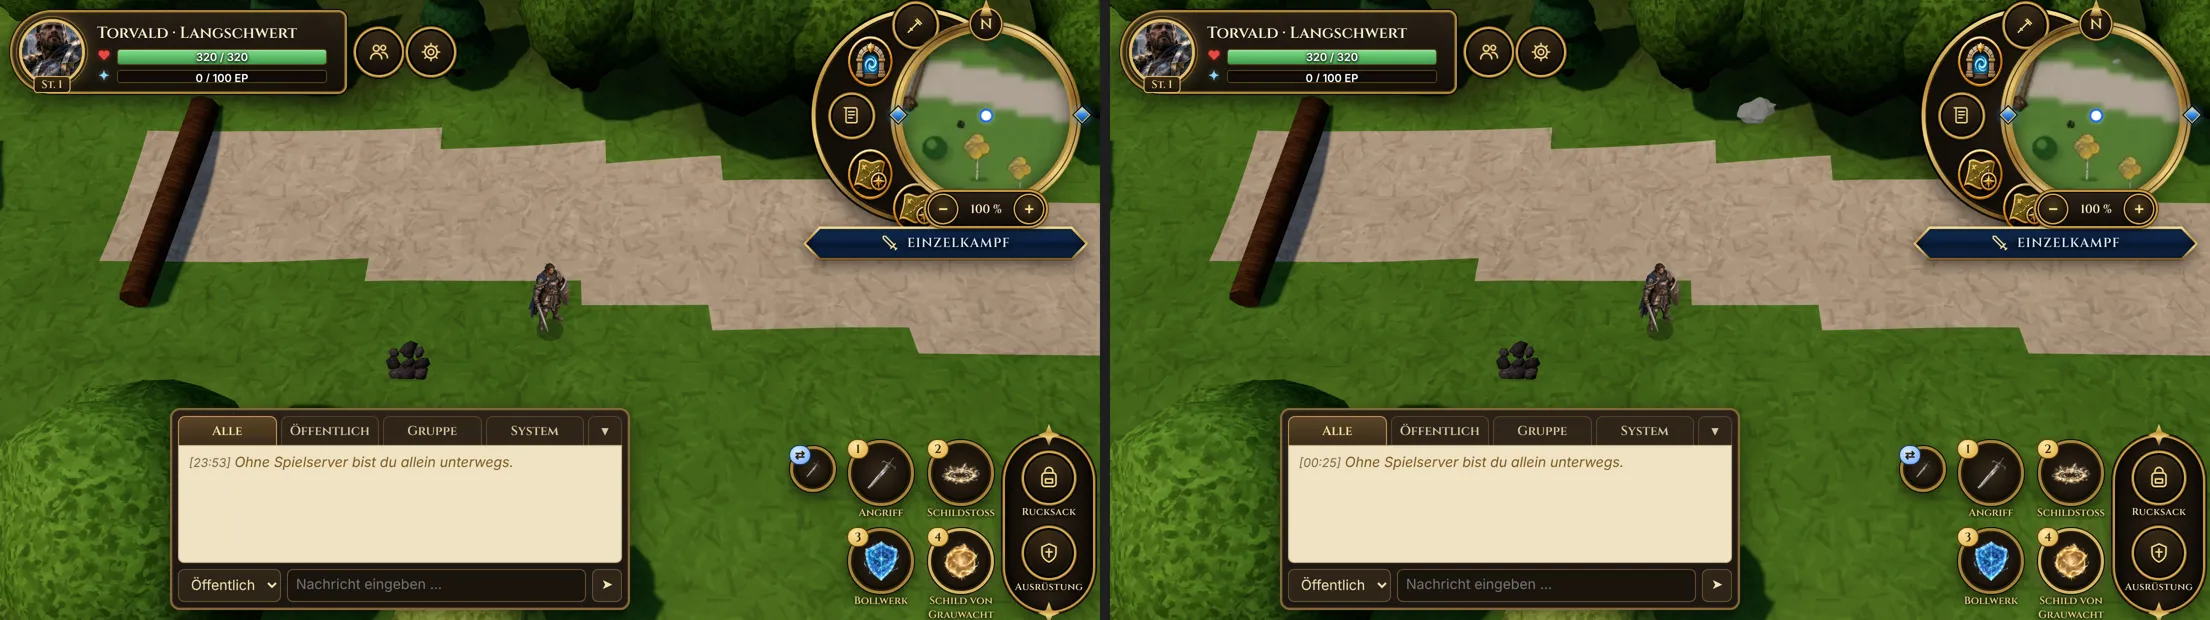 Torvald · Langschwert
320 / 320
0 / 100 EP
St. 1
N
100 %
Einzelkampf
Alle
Öffentlich
Gruppe
System
[23:53] Ohne Spielserver bist du allein unterwegs.
Öffentlich
Nachricht eingeben ...
1
Angriff
2
Schildstoß
3
Bollwerk
4
Schild von
Grauwacht
Rucksack
Ausrüstung
Torvald · Langschwert
320 / 320
0 / 100 EP
St. 1
N
100 %
Einzelkampf
Alle
Öffentlich
Gruppe
System
[00:25] Ohne Spielserver bist du allein unterwegs.
Öffentlich
Nachricht eingeben ...
1
Angriff
2
Schildstoß
3
Bollwerk
4
Schild von
Grauwacht
Rucksack
Ausrüstung